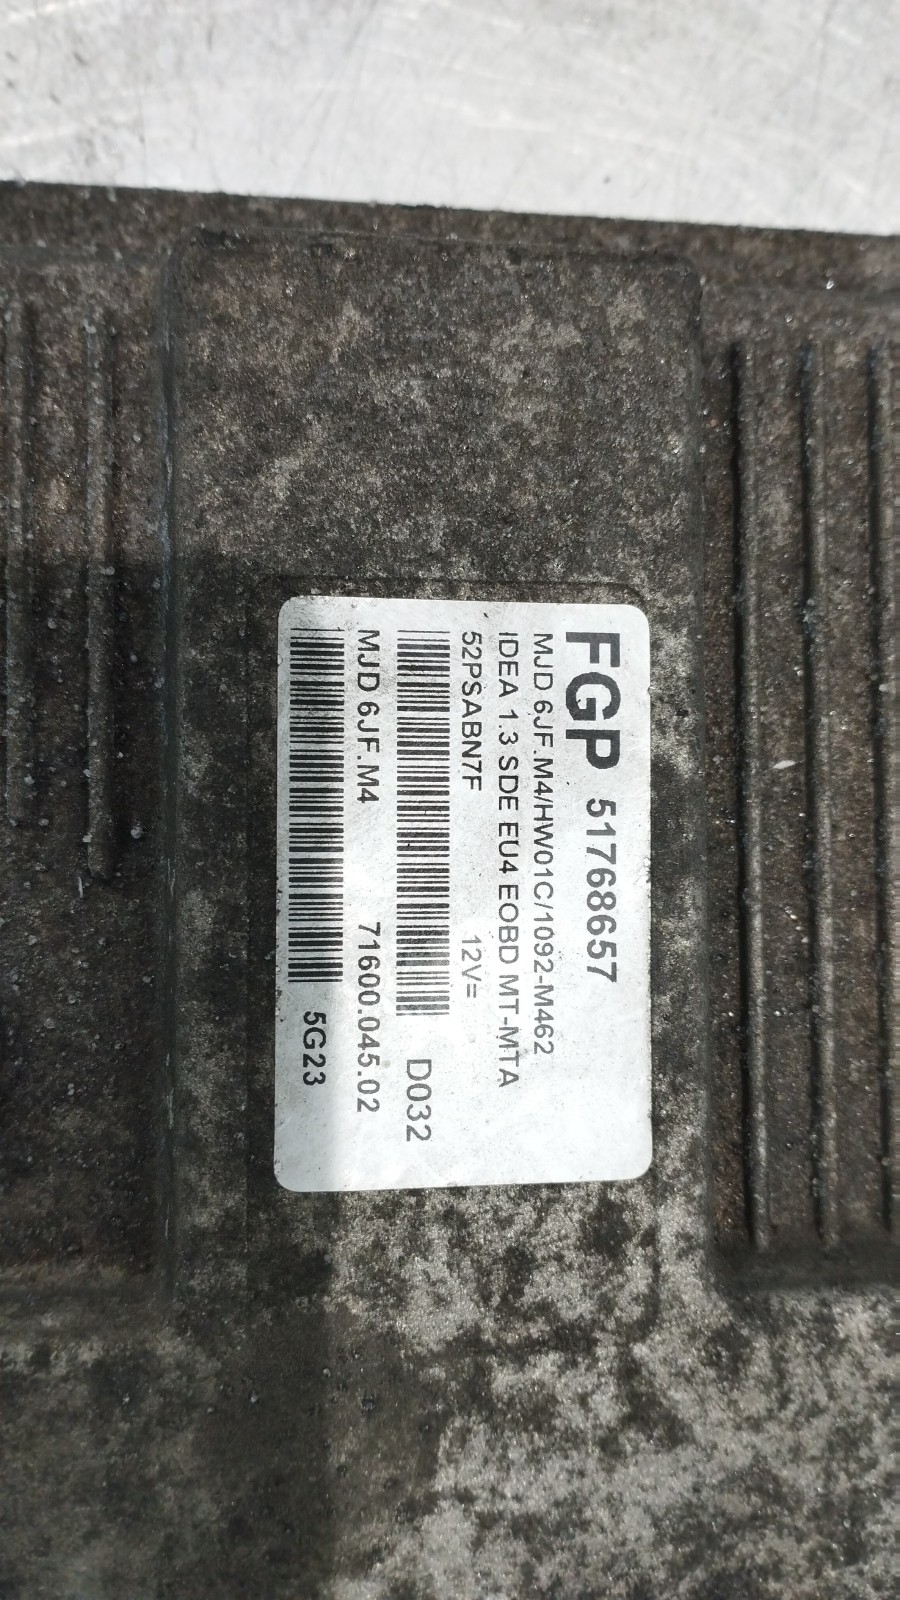 FGP 51768657
MJD 6JF.M4/HW01C/1092-M462
IDEA 1.3 SDE EU4 EOBD MT-MTA
52PSABN7F 12V=
D032
MJD 6JF.M4 71600.045.02
5G23